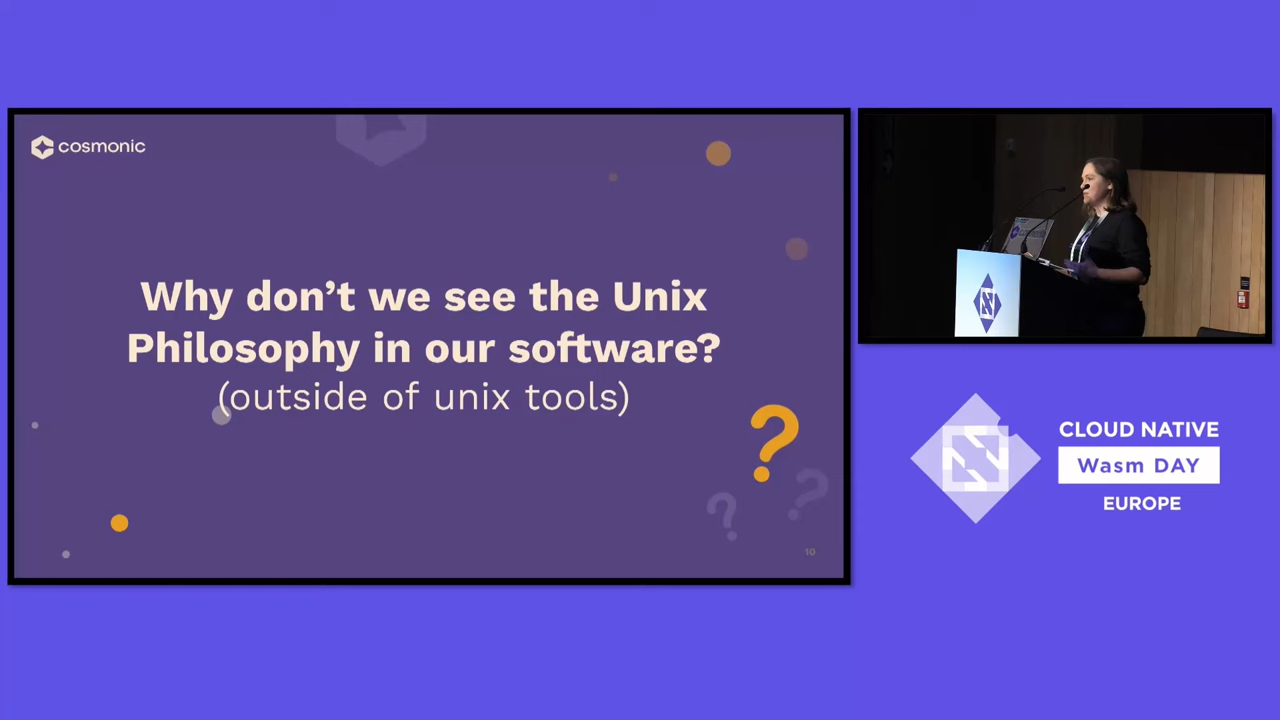 cosmonic
Why don’t we see the Unix
Philosophy in our software?
(outside of unix tools)
10
CLOUD NATIVE
Wasm DAY
EUROPE